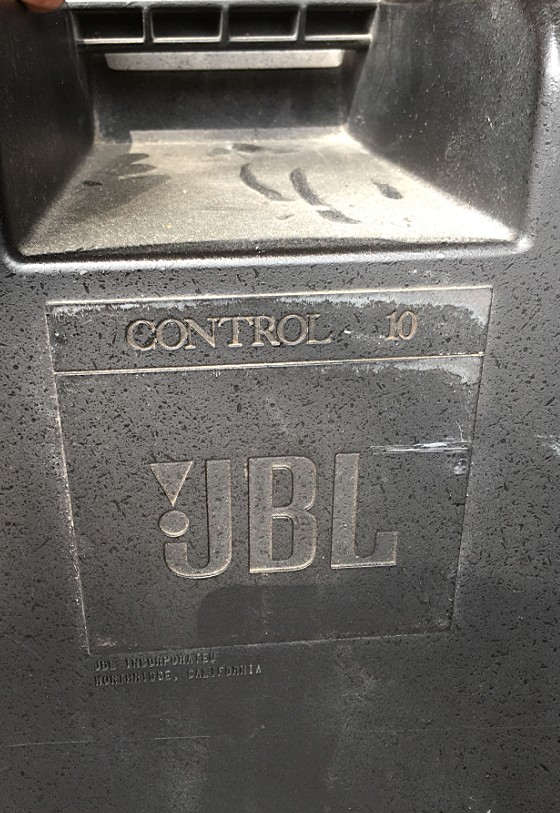 CONTROL 10
JBL
JBL INCORPORATED
NORTHRIDGE, CALIFORNIA